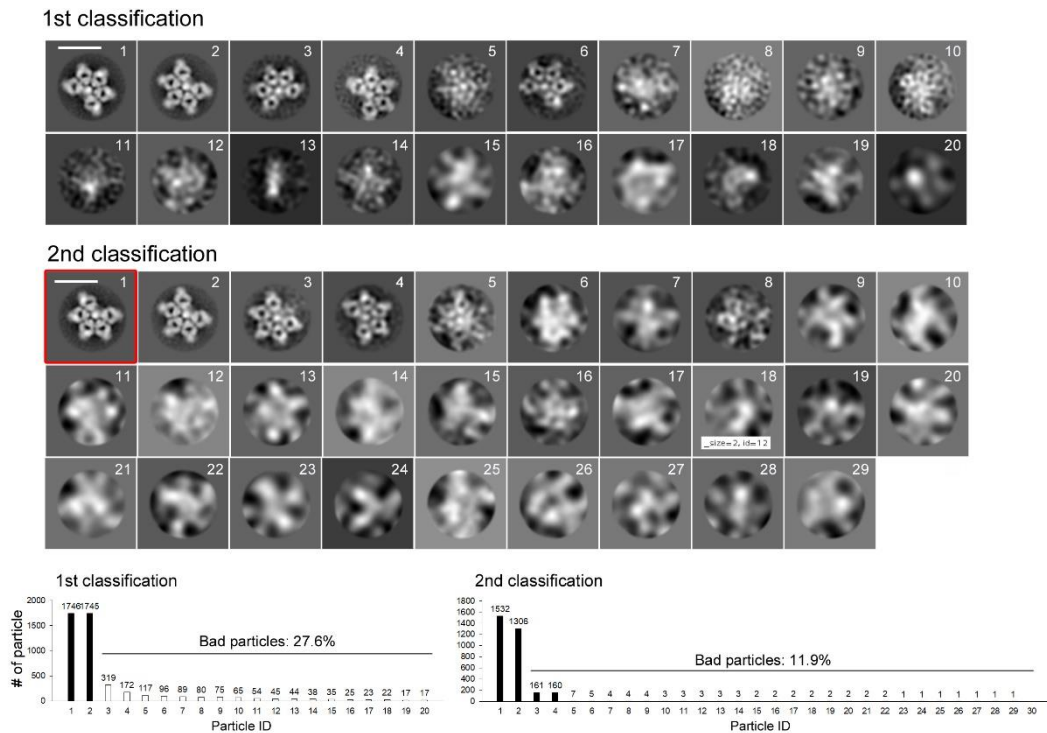 1st classification
1 2 3 4 5 6 7 8 9 10
11 12 13 14 15 16 17 18 19 20
2nd classification
1 2 3 4 5 6 7 8 9 10
11 12 13 14 15 16 17 18 19 20
_size=2, id=12
21 22 23 24 25 26 27 28 29
1st classification
# of particle
2000
1500
1000
500
0
1746 1745 319 172 117 96 89 80 75 65 54 45 44 38 35 25 23 22 17 17
Bad particles: 27.6%
1 2 3 4 5 6 7 8 9 10 11 12 13 14 15 16 17 18 19 20
Particle ID
2nd classification
1800
1600
1400
1200
1000
800
600
400
200
0
1532 1306 161 160 7 5 4 4 4 3 3 3 3 3 2 2 2 2 2 2 2 2 1 1 1 1 1 1 1
Bad particles: 11.9%
1 2 3 4 5 6 7 8 9 10 11 12 13 14 15 16 17 18 19 20 21 22 23 24 25 26 27 28 29 30
Particle ID